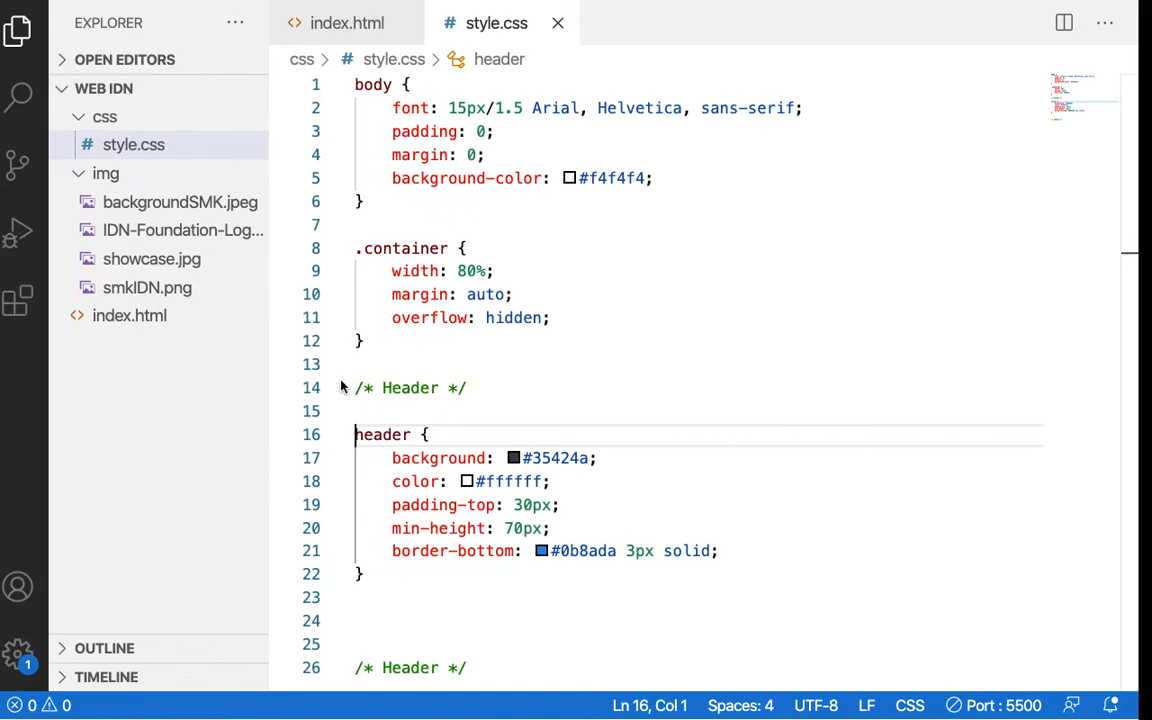 EXPLORER
index.html
# style.css
OPEN EDITORS
css > # style.css > header
WEB IDN
css
# style.css
img
backgroundSMK.jpeg
IDN-Foundation-Log...
showcase.jpg
smkIDN.png
index.html
OUTLINE
TIMELINE
1 body {
2 font: 15px/1.5 Arial, Helvetica, sans-serif;
3 padding: 0;
4 margin: 0;
5 background-color: #f4f4f4;
6 }
7
8 .container {
9 width: 80%;
10 margin: auto;
11 overflow: hidden;
12 }
13
14 /* Header */
15
16 header {
17 background: #35424a;
18 color: #ffffff;
19 padding-top: 30px;
20 min-height: 70px;
21 border-bottom: #0b8ada 3px solid;
22 }
23
24
25
26 /* Header */
1
0 0 Ln 16, Col 1 Spaces: 4 UTF-8 LF CSS Port : 5500